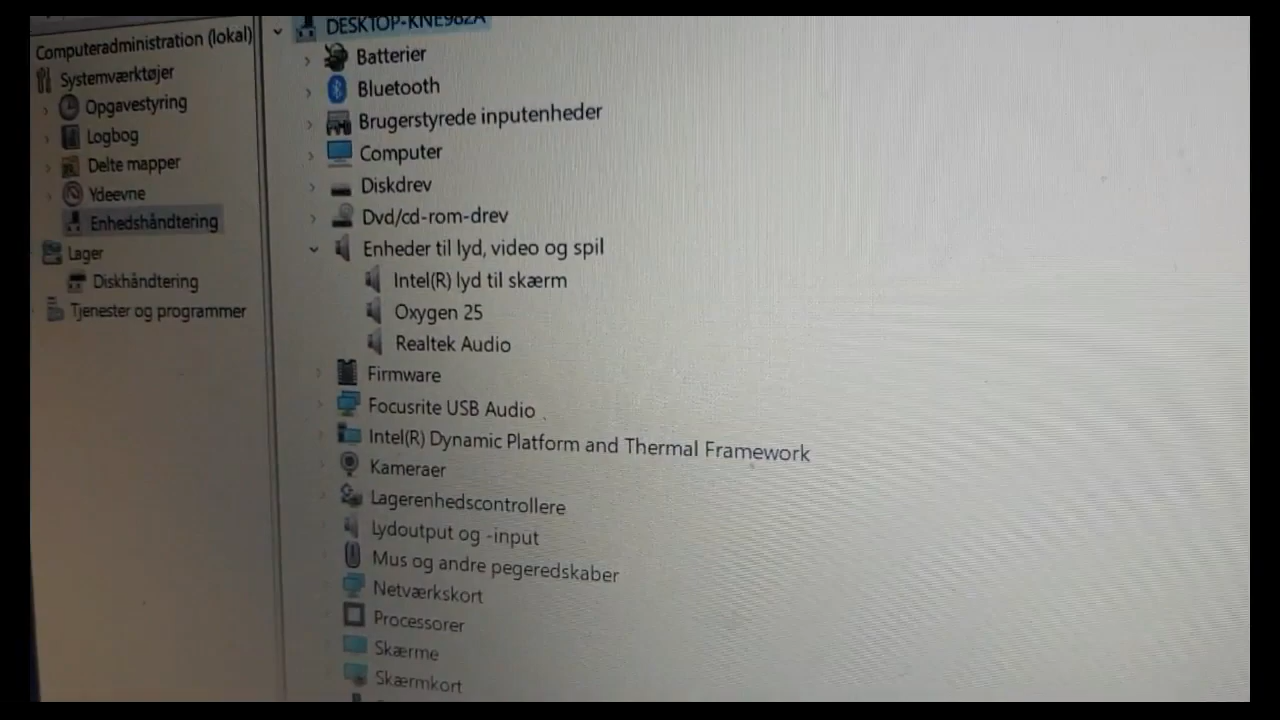 Computeradministration (lokal)
Systemværktøjer
Opgavestyring
Logbog
Delte mapper
Ydeevne
Enhedshåndtering
Lager
Diskhåndtering
Tjenester og programmer
DESKTOP-KNE982A
Batterier
Bluetooth
Brugerstyrede inputenheder
Computer
Diskdrev
Dvd/cd-rom-drev
Enheder til lyd, video og spil
Intel(R) lyd til skærm
Oxygen 25
Realtek Audio
Firmware
Focusrite USB Audio
Intel(R) Dynamic Platform and Thermal Framework
Kameraer
Lagerenhedscontrollere
Lydoutput og -input
Mus og andre pegeredskaber
Netværkskort
Processorer
Skærme
Skærmkort